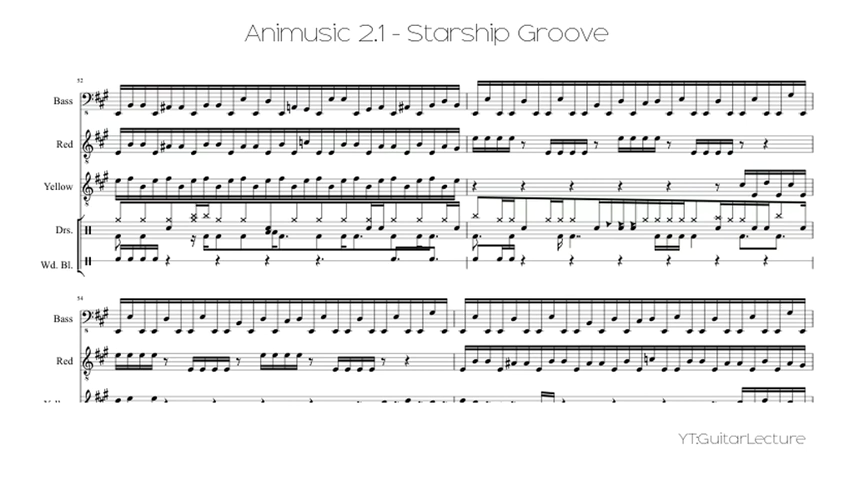 Animusic 2.1 - Starship Groove
52
Bass
Red
Yellow
Drs.
Wd. Bl.
54
Bass
Red
YT:GuitarLecture